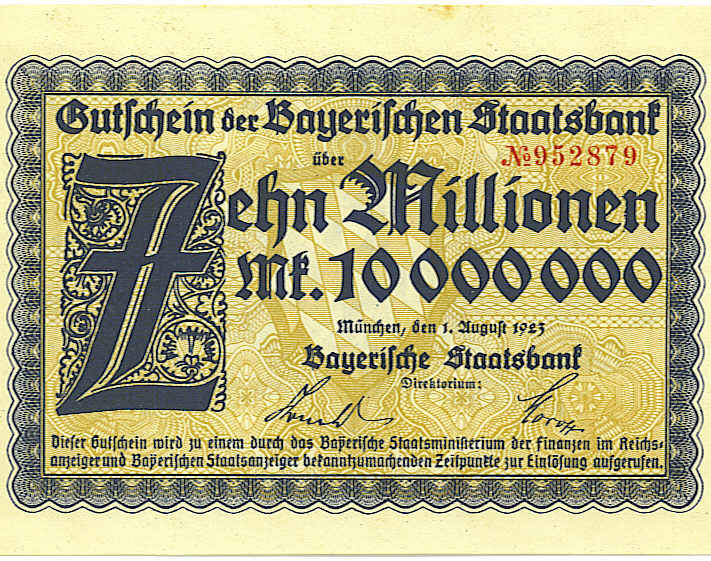 Gutschein der Bayerischen Staatsbank
über
№952879
Zehn Millionen
Mk. 10 000 000
München, den 1. August 1923
Bayerische Staatsbank
Direktorium:
Dieser Gutschein wird zu einem durch das Bayerische Staatsministerium der Finanzen im Reichs-
anzeiger und Bayerischen Staatsanzeiger bekanntzumachenden Zeitpunkte zur Einlösung aufgerufen.